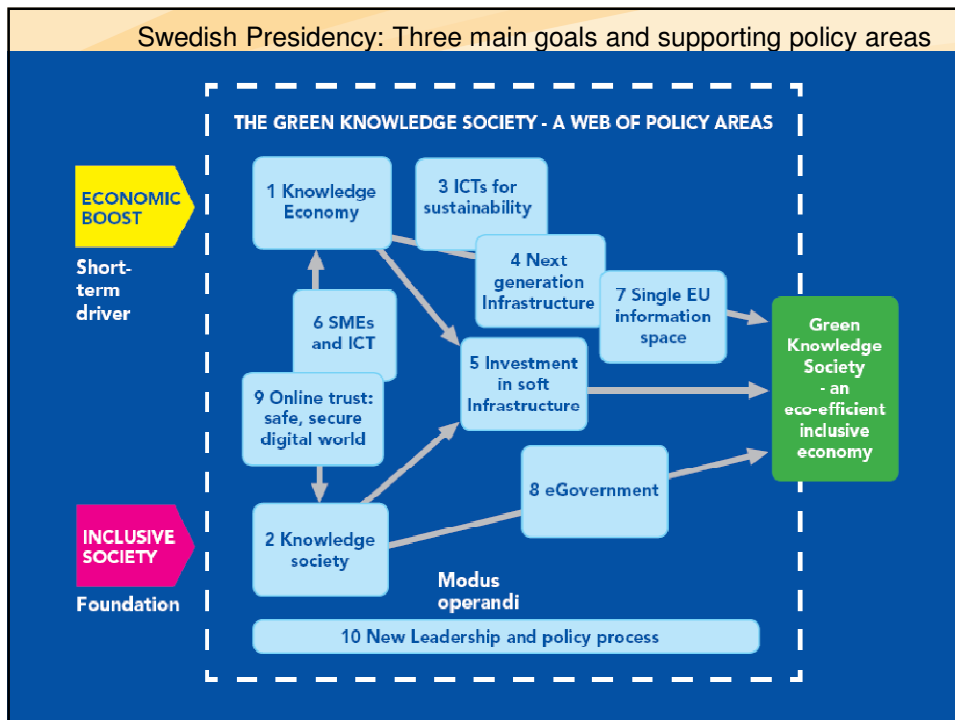 Swedish Presidency: Three main goals and supporting policy areas
THE GREEN KNOWLEDGE SOCIETY - A WEB OF POLICY AREAS
ECONOMIC
BOOST
Short-
term
driver
1 Knowledge
Economy
3 ICTs for
sustainability
4 Next
generation
Infrastructure
7 Single EU
information
space
6 SMEs
and ICT
9 Online trust:
safe, secure
digital world
5 Investment
in soft
Infrastructure
Green
Knowledge
Society
- an
eco-efficient
inclusive
economy
8 eGovernment
INCLUSIVE
SOCIETY
Foundation
2 Knowledge
society
Modus
operandi
10 New Leadership and policy process